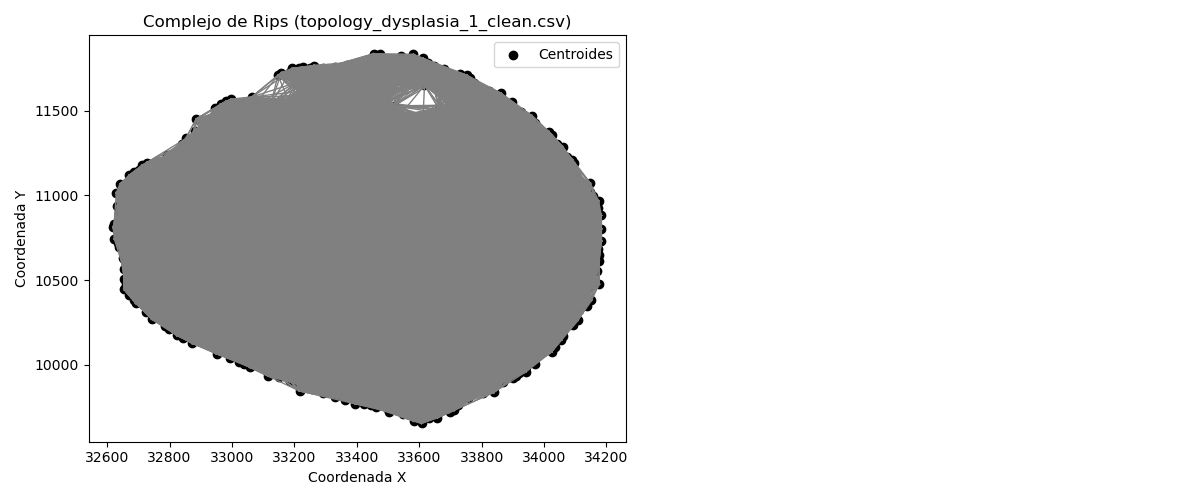 Complejo de Rips (topology_dysplasia_1_clean.csv)
Centroides
11500
11000
10500
10000
Coordenada Y
32600 32800 33000 33200 33400 33600 33800 34000 34200
Coordenada X